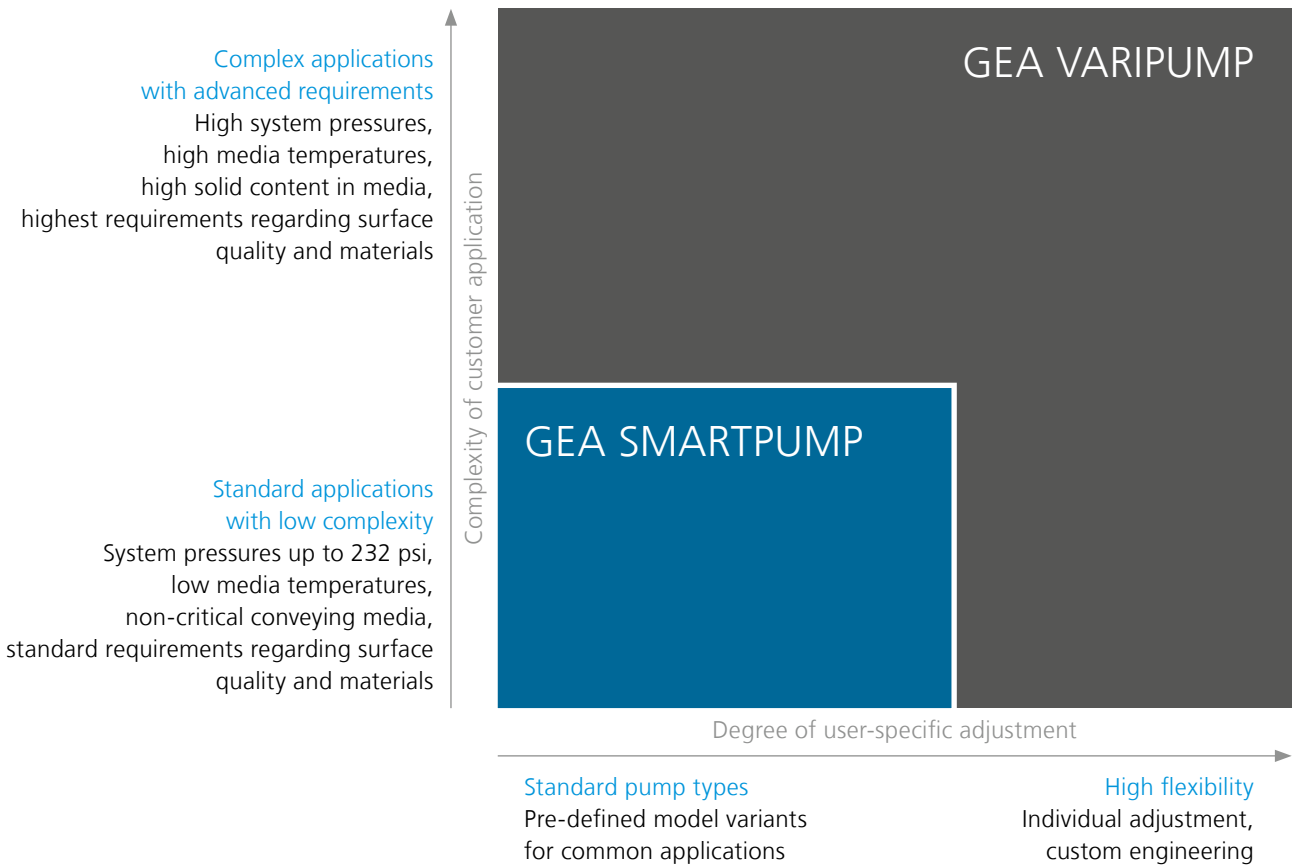 Complex applications
with advanced requirements
High system pressures,
high media temperatures,
high solid content in media,
highest requirements regarding surface
quality and materials
Standard applications
with low complexity
System pressures up to 232 psi,
low media temperatures,
non-critical conveying media,
standard requirements regarding surface
quality and materials
Complexity of customer application
GEA VARIPUMP
GEA SMARTPUMP
Degree of user-specific adjustment
Standard pump types
Pre-defined model variants
for common applications
High flexibility
Individual adjustment,
custom engineering